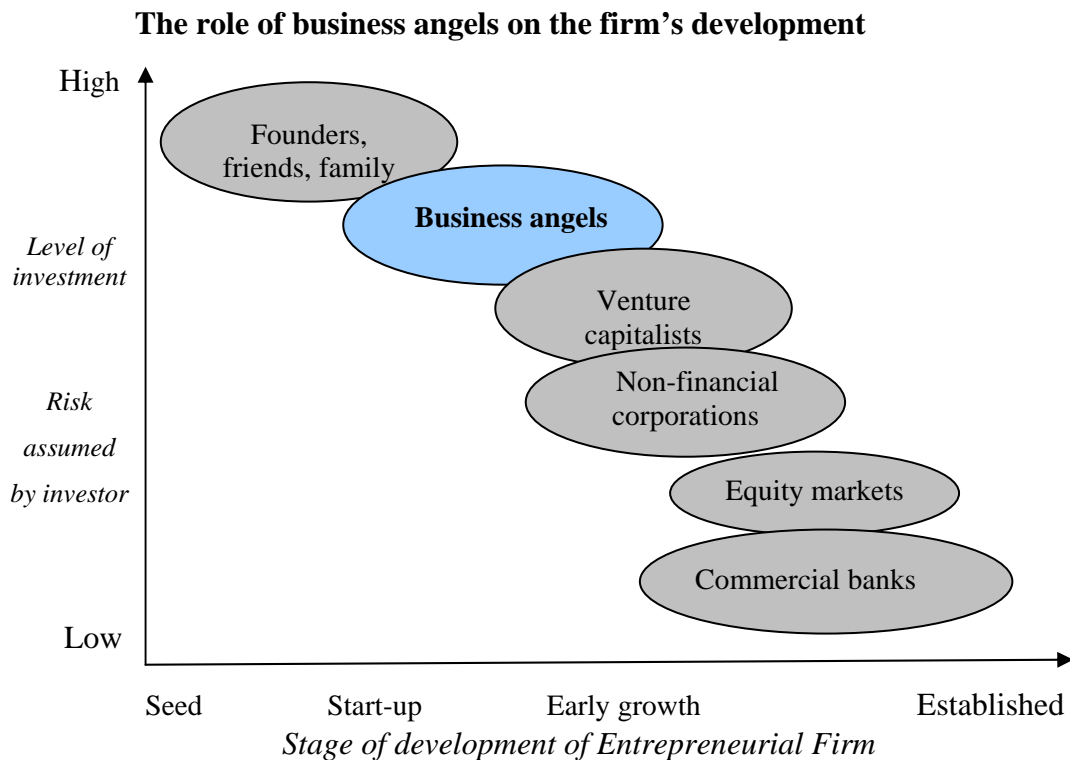 The role of business angels on the firm's development
High
Founders,
friends, family
Business angels
Level of
investment
Venture
capitalists
Non-financial
corporations
Risk
assumed
by investor
Equity markets
Commercial banks
Low
Seed Start-up Early growth Established
Stage of development of Entrepreneurial Firm